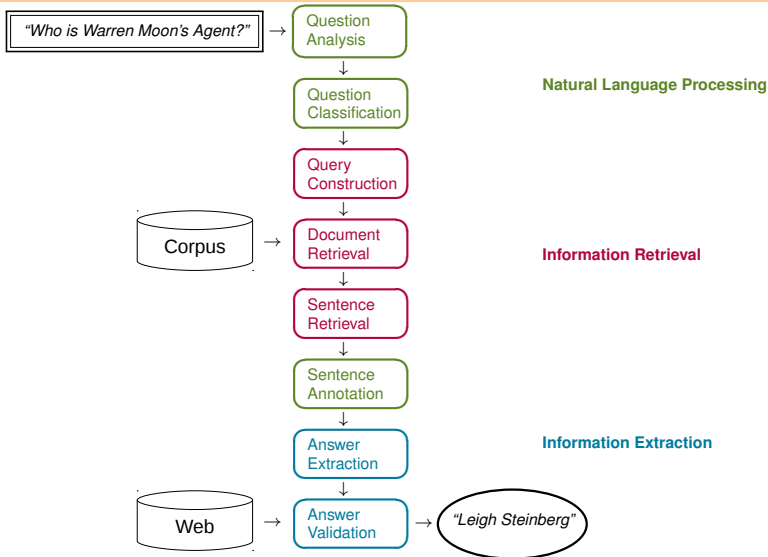 “Who is Warren Moon’s Agent?”
Question
Analysis
Natural Language Processing
Question
Classification
Query
Construction
Corpus
Document
Retrieval
Information Retrieval
Sentence
Retrieval
Sentence
Annotation
Answer
Extraction
Information Extraction
Web
Answer
Validation
“Leigh Steinberg”